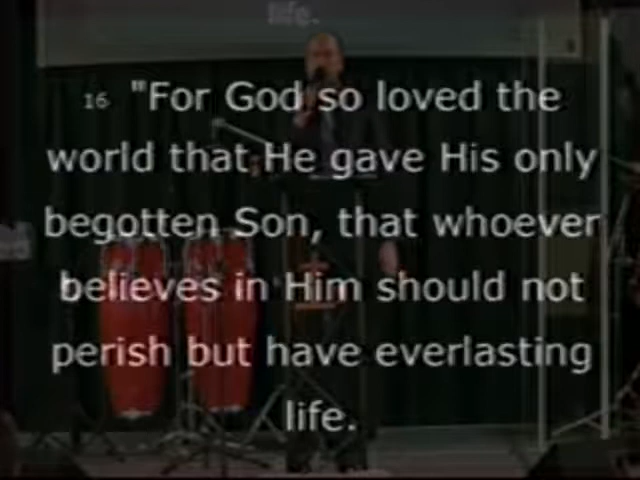 life.
16 "For God so loved the
world that He gave His only
begotten Son, that whoever
believes in Him should not
perish but have everlasting
life.